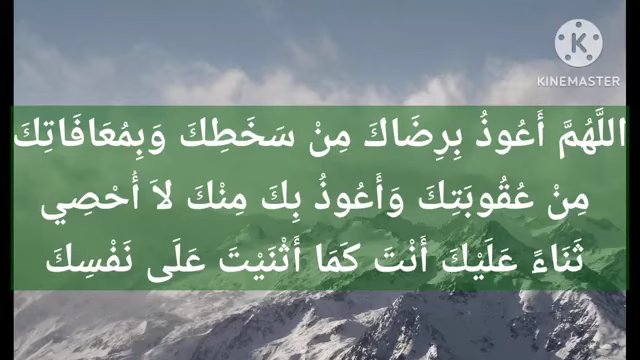 KINEMASTER
اللَّهُمَّ أَعُوذُ بِرِضَاكَ مِنْ سَخَطِكَ وَبِمُعَافَاتِكَ
مِنْ عُقُوبَتِكَ وَأَعُوذُ بِكَ مِنْكَ لاَ أُحْصِي
ثَنَاءً عَلَيْكَ أَنْتَ كَمَا أَثْنَيْتَ عَلَى نَفْسِكَ